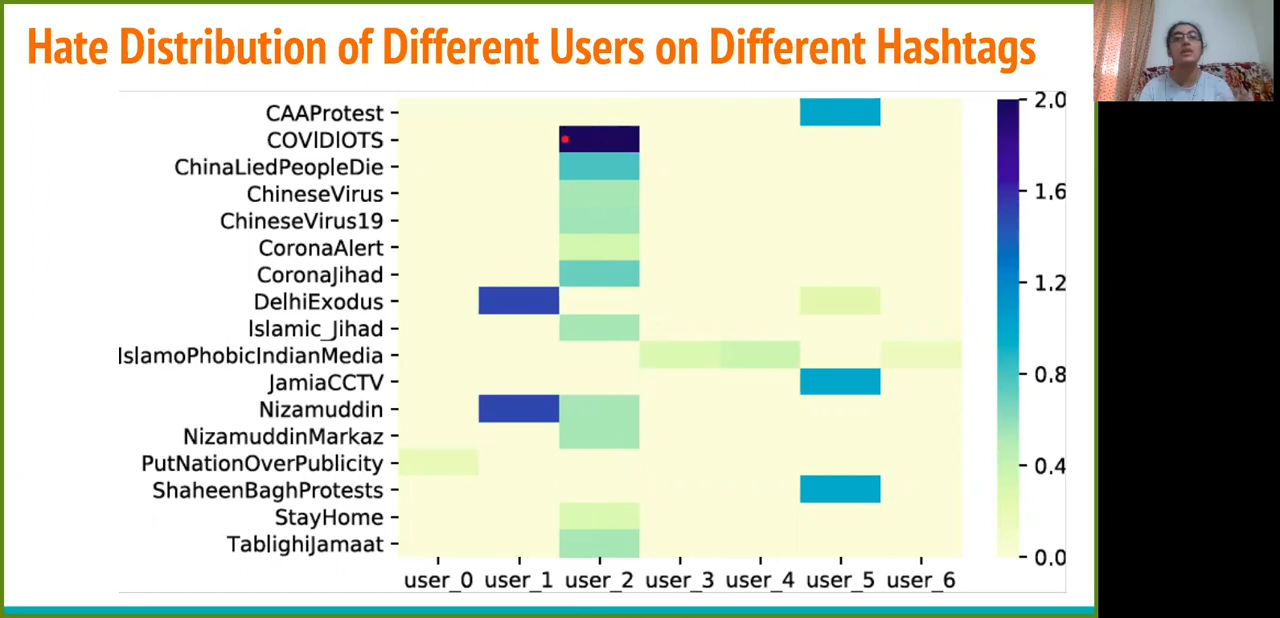 Hate Distribution of Different Users on Different Hashtags
CAAProtest
COVIDIOTS
ChinaLiedPeopleDie
ChineseVirus
ChineseVirus19
CoronaAlert
CoronaJihad
DelhiExodus
Islamic_Jihad
IslamoPhobicIndianMedia
JamiaCCTV
Nizamuddin
NizamuddinMarkaz
PutNationOverPublicity
ShaheenBaghProtests
StayHome
TablighiJamaat
user_0 user_1 user_2 user_3 user_4 user_5 user_6
2.0
1.6
1.2
0.8
0.4
0.0